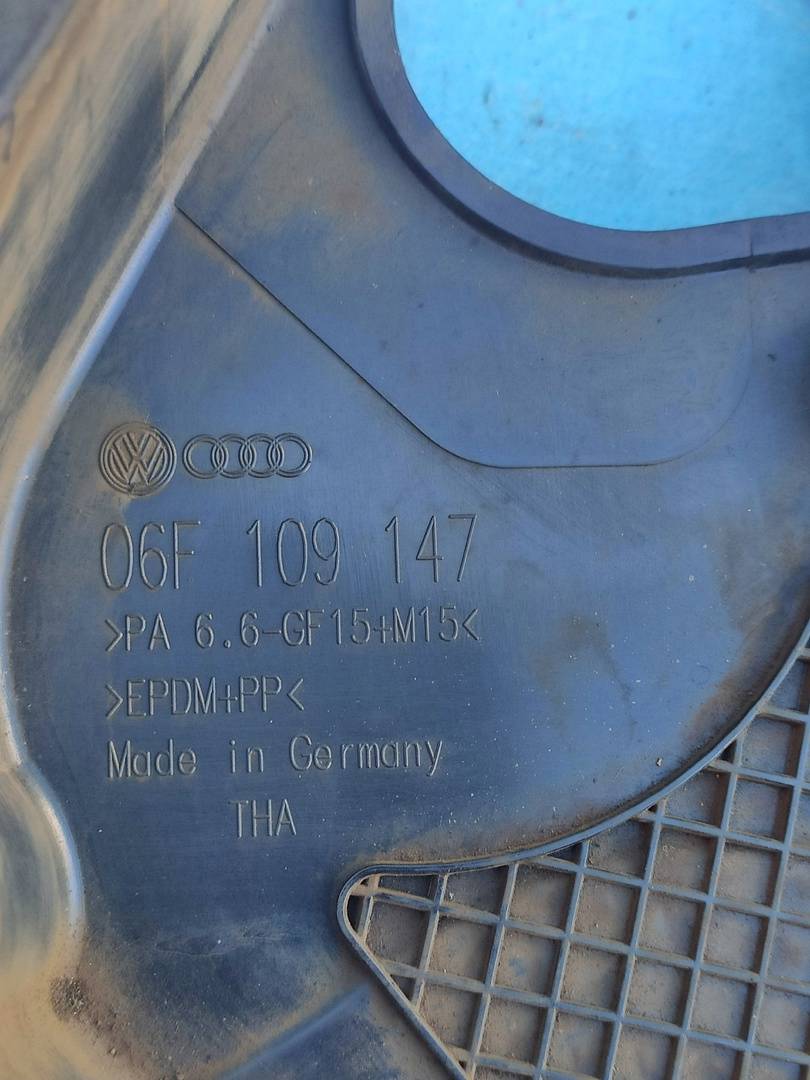 06F 109 147
>PA 6.6-GF15+M15<
>EPDM+PP<
Made in Germany
THA